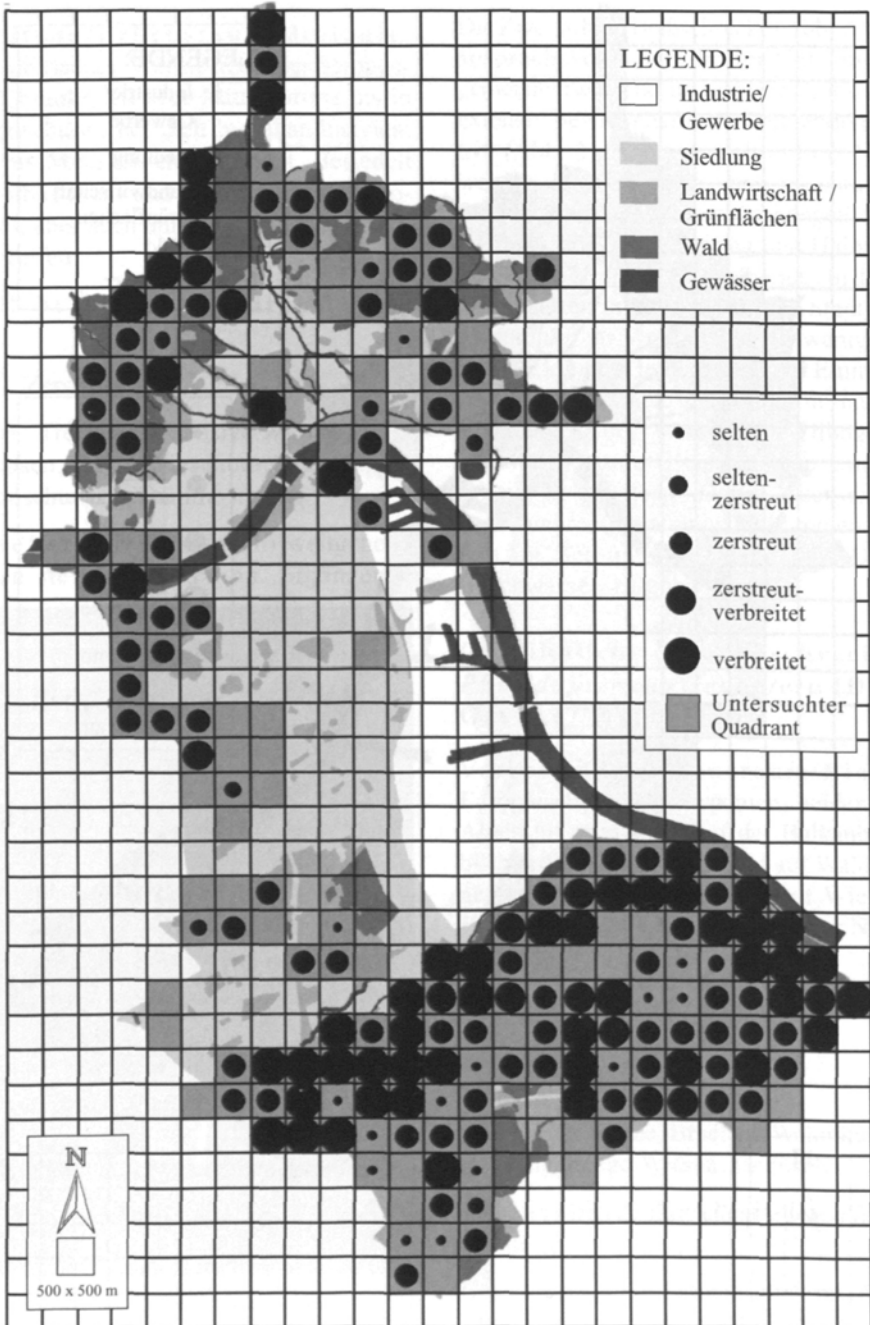 LEGENDE:
Industrie/
Gewerbe
Siedlung
Landwirtschaft /
Grünflächen
Wald
Gewässer
selten
selten-
zerstreut
zerstreut
zerstreut-
verbreitet
verbreitet
Untersuchter
Quadrant
N
500 x 500 m